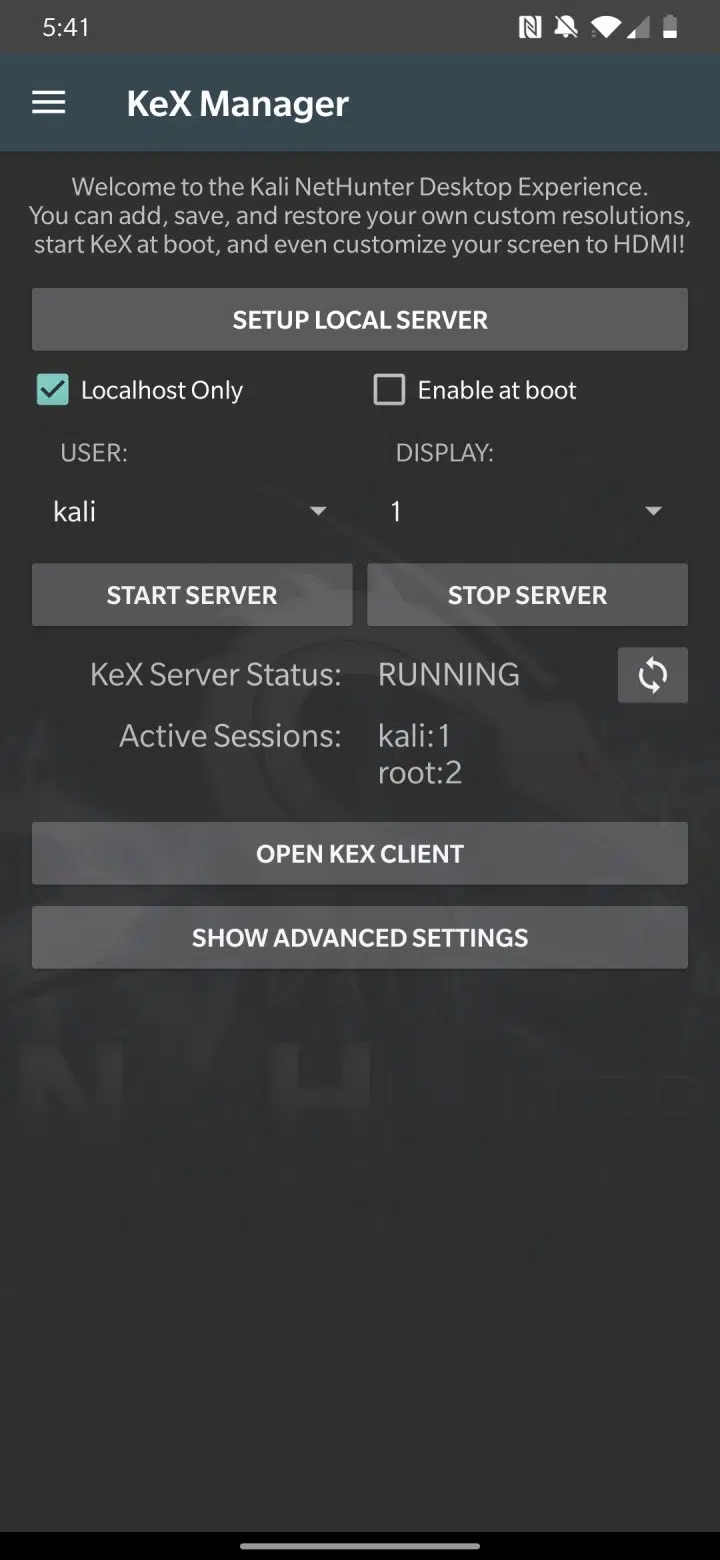 5:41
KeX Manager
Welcome to the Kali NetHunter Desktop Experience.
You can add, save, and restore your own custom resolutions,
start KeX at boot, and even customize your screen to HDMI!
SETUP LOCAL SERVER
Localhost Only Enable at boot
USER: DISPLAY:
kali 1
START SERVER STOP SERVER
KeX Server Status: RUNNING
Active Sessions: kali:1
root:2
OPEN KEX CLIENT
SHOW ADVANCED SETTINGS